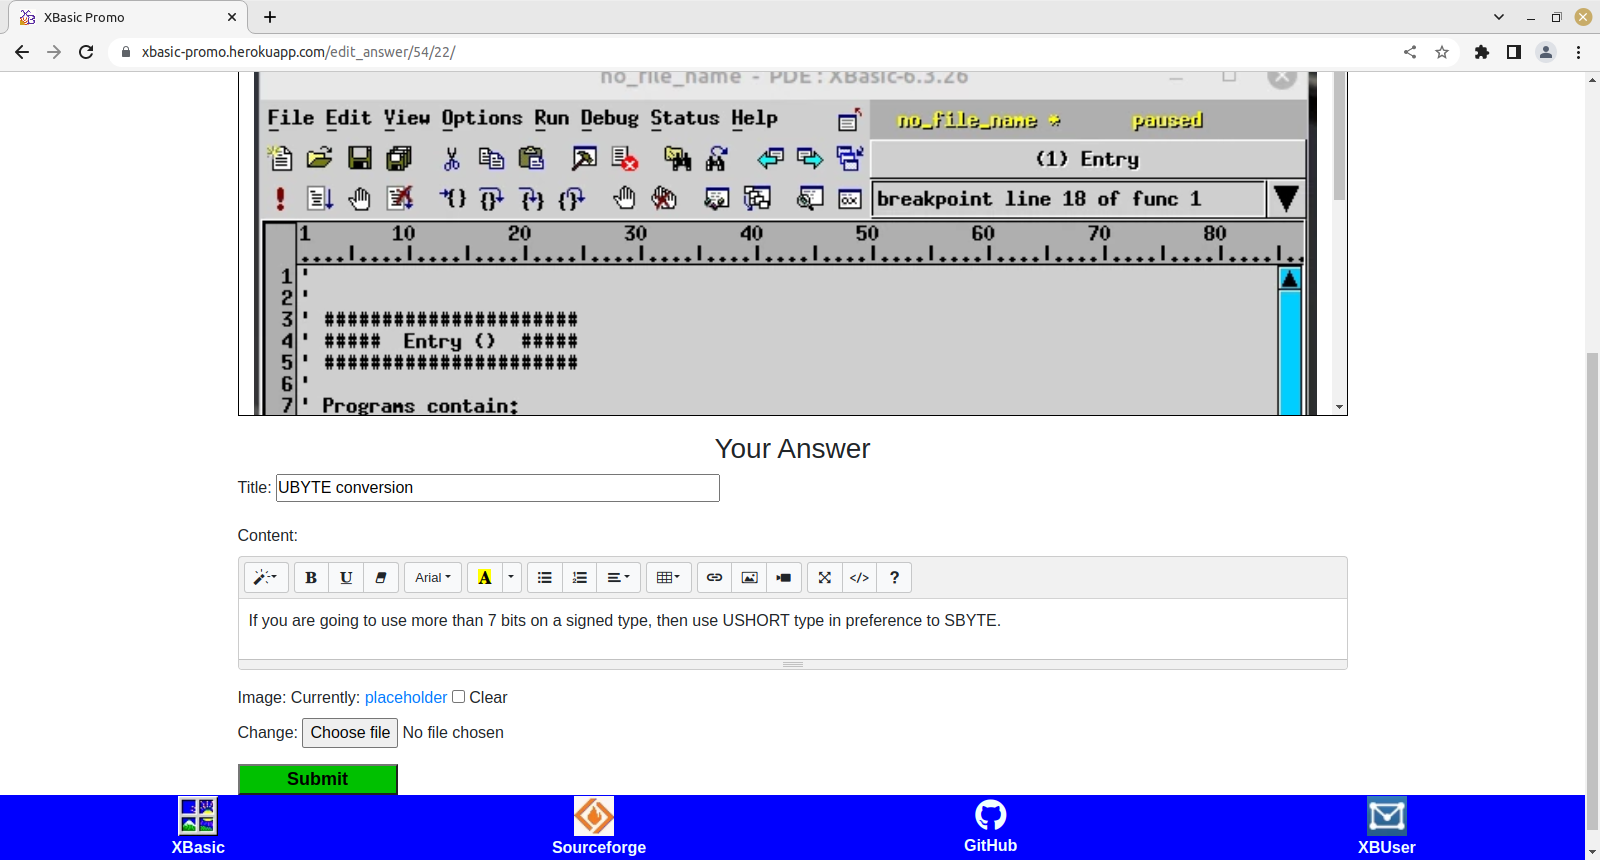 XBasic Promo
xbasic-promo.herokuapp.com/edit_answer/54/22/
no_file_name - PDE : XBasic-6.3.26
File Edit View Options Run Debug Status Help
no_file_name * paused
(1) Entry
breakpoint line 18 of func 1
1 10 20 30 40 50 60 70 80
1 '
2 '
3 ' ######################
4 ' ##### Entry () #####
5 ' ######################
6 '
7 ' Programs contain:
Your Answer
Title: UBYTE conversion
Content:
B U Arial A </> ?
If you are going to use more than 7 bits on a signed type, then use USHORT type in preference to SBYTE.
Image: Currently: placeholder Clear
Change: Choose file No file chosen
Submit
XBasic Sourceforge GitHub XBUser